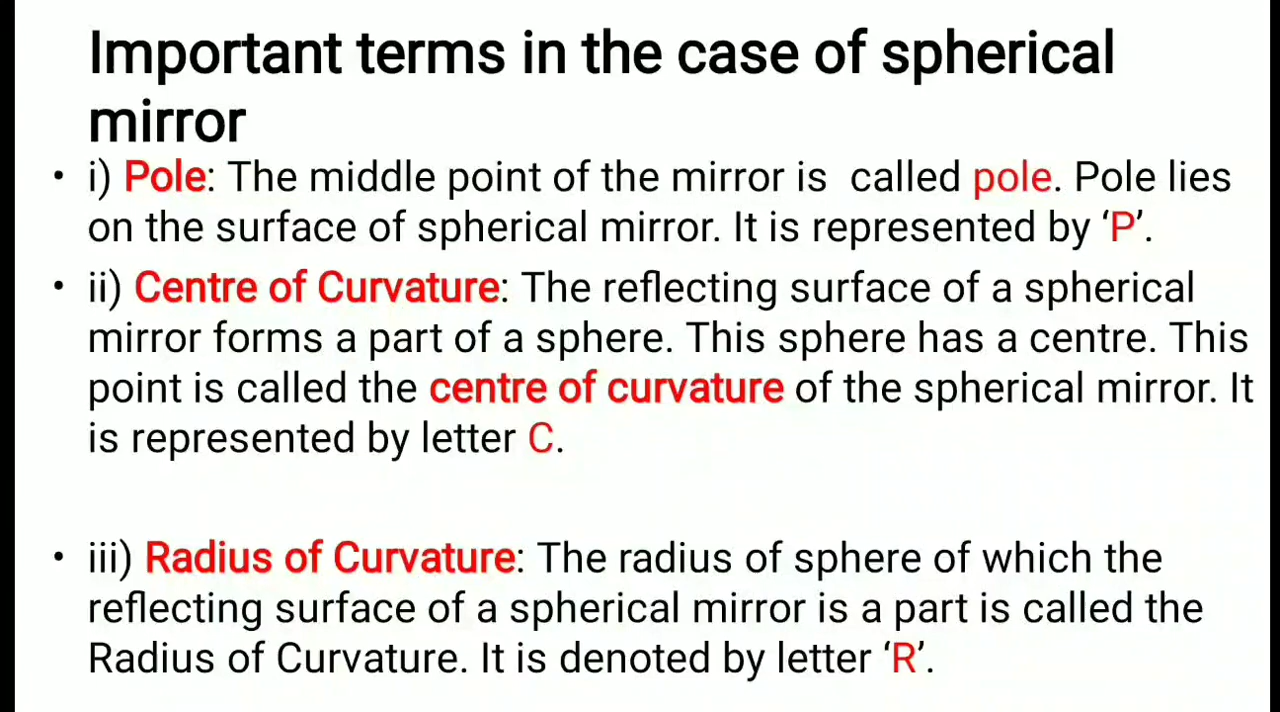 Important terms in the case of spherical
mirror
• i) Pole: The middle point of the mirror is called pole. Pole lies
on the surface of spherical mirror. It is represented by ‘P’.
• ii) Centre of Curvature: The reflecting surface of a spherical
mirror forms a part of a sphere. This sphere has a centre. This
point is called the centre of curvature of the spherical mirror. It
is represented by letter C.
• iii) Radius of Curvature: The radius of sphere of which the
reflecting surface of a spherical mirror is a part is called the
Radius of Curvature. It is denoted by letter ‘R’.